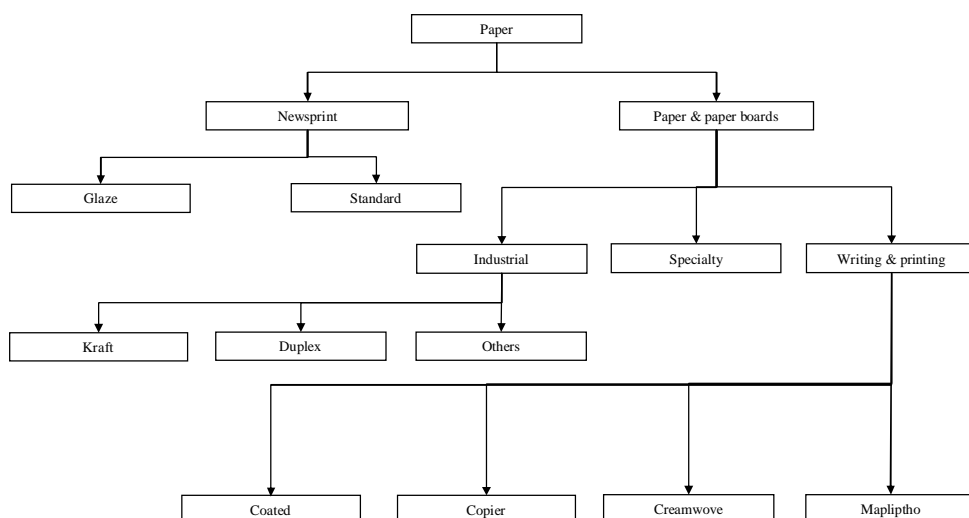 Paper
Newsprint
Paper & paper boards
Glaze
Standard
Industrial
Specialty
Writing & printing
Kraft
Duplex
Others
Coated
Copier
Creamwove
Mapliptho